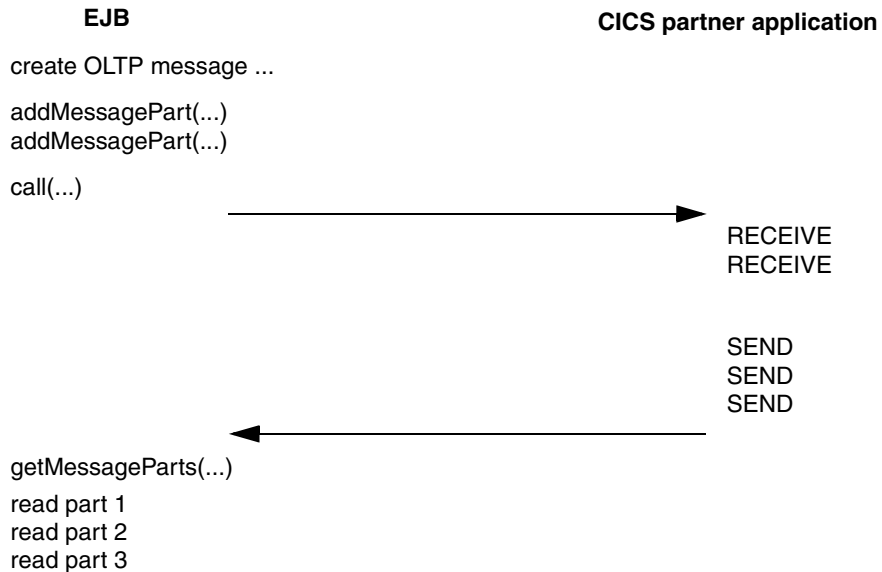 EJB
CICS partner application
create OLTP message ...
addMessagePart(...)
addMessagePart(...)
call(...)
RECEIVE
RECEIVE
SEND
SEND
SEND
getMessageParts(...)
read part 1
read part 2
read part 3